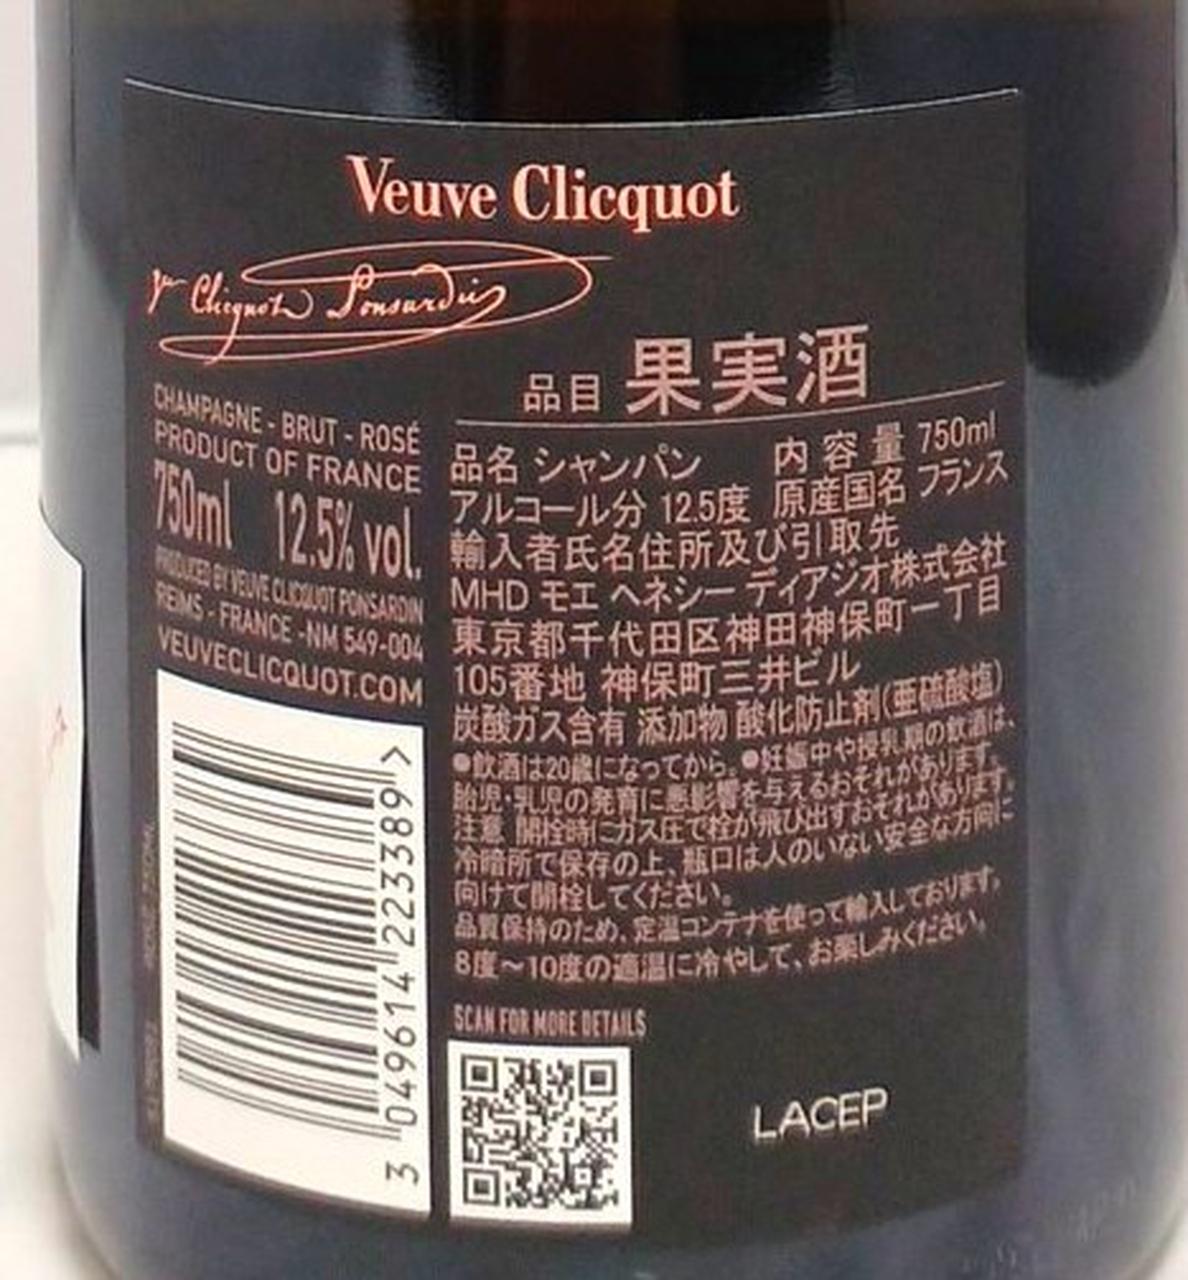 Veuve Clicquot
Vve Clicquot Ponsardin
CHAMPAGNE - BRUT - ROSÉ
PRODUCT OF FRANCE
750ml 12.5% vol.
PRODUCED BY VEUVE CLICQUOT PONSARDIN
REIMS - FRANCE -NM 549-004
VEUVECLICQUOT.COM
3 049614 223389 >
品目 果実酒
品名 シャンパン 内容量 750ml
アルコール分 12.5度 原産国名 フランス
輸入者氏名住所及び引取先
MHD モエ ヘネシー ディアジオ株式会社
東京都千代田区神田神保町一丁目
105番地 神保町三井ビル
炭酸ガス含有 添加物 酸化防止剤(亜硫酸塩)
●飲酒は20歳になってから。●妊娠中や授乳期の飲酒は、
胎児・乳児の発育に悪影響を与えるおそれがあります。
注意 開栓時にガス圧で栓が飛び出すおそれがあります。
冷暗所で保存の上、瓶口は人のいない安全な方向に
向けて開栓してください。
品質保持のため、定温コンテナを使って輸入しております。
8度～10度の適温に冷やして、お楽しみください。
SCAN FOR MORE DETAILS
LACEP